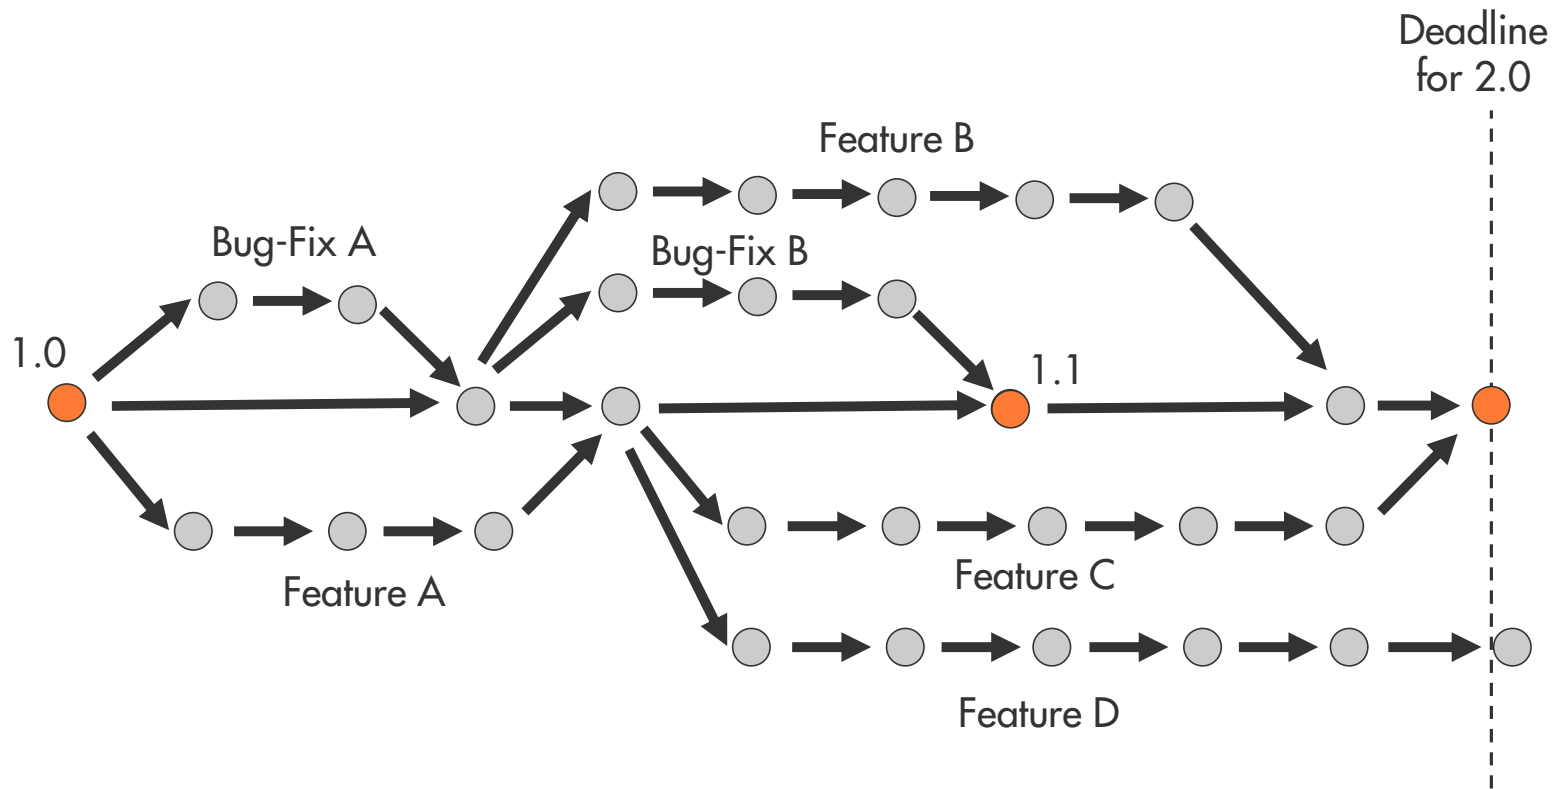 Deadline
for 2.0
Feature B
Bug-Fix A
Bug-Fix B
1.0
1.1
Feature C
Feature A
Feature D